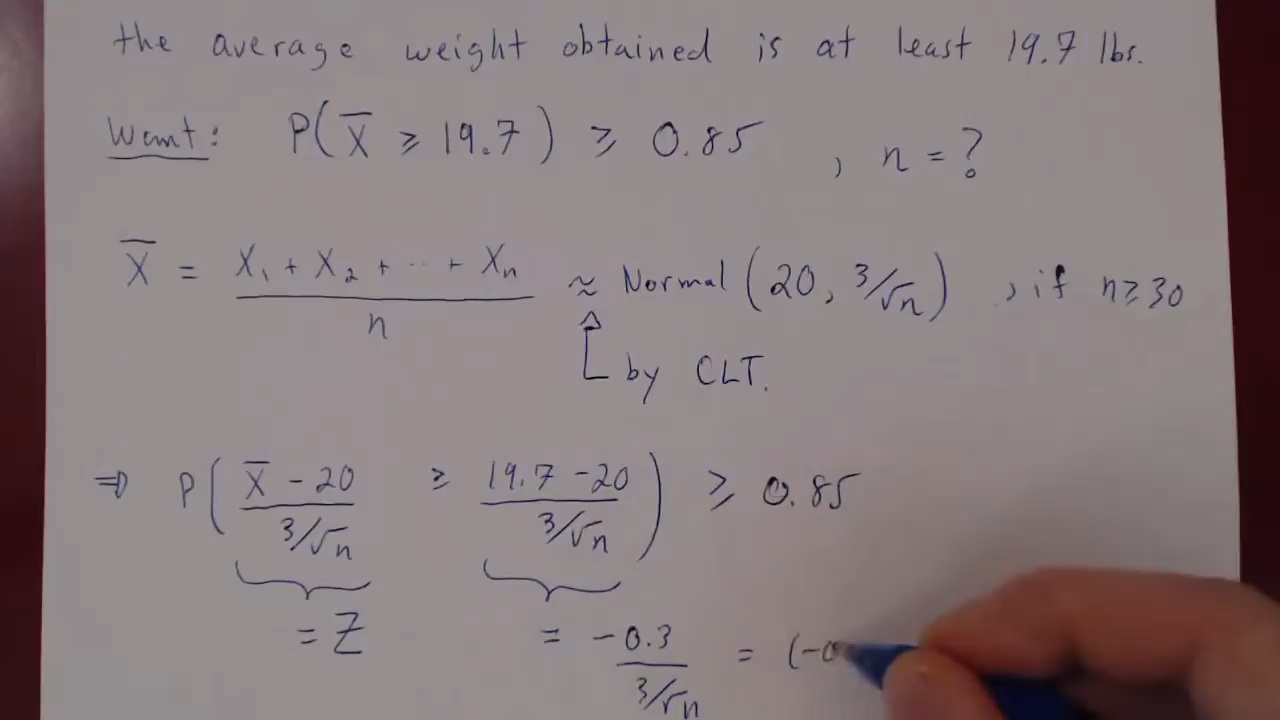 the average weight obtained is at least 19.7 lbs.
Want: P(X̅ ≥ 19.7) ≥ 0.85 , n = ?
X̅ = (X₁ + X₂ + ··· + Xₙ)/n ≈ Normal (20, 3/√n) , if n ≥ 30
by CLT.
⇒ P( (X̅ - 20)/(3/√n) ≥ (19.7 - 20)/(3/√n) ) ≥ 0.85
= Z = -0.3/(3/√n) = (-0